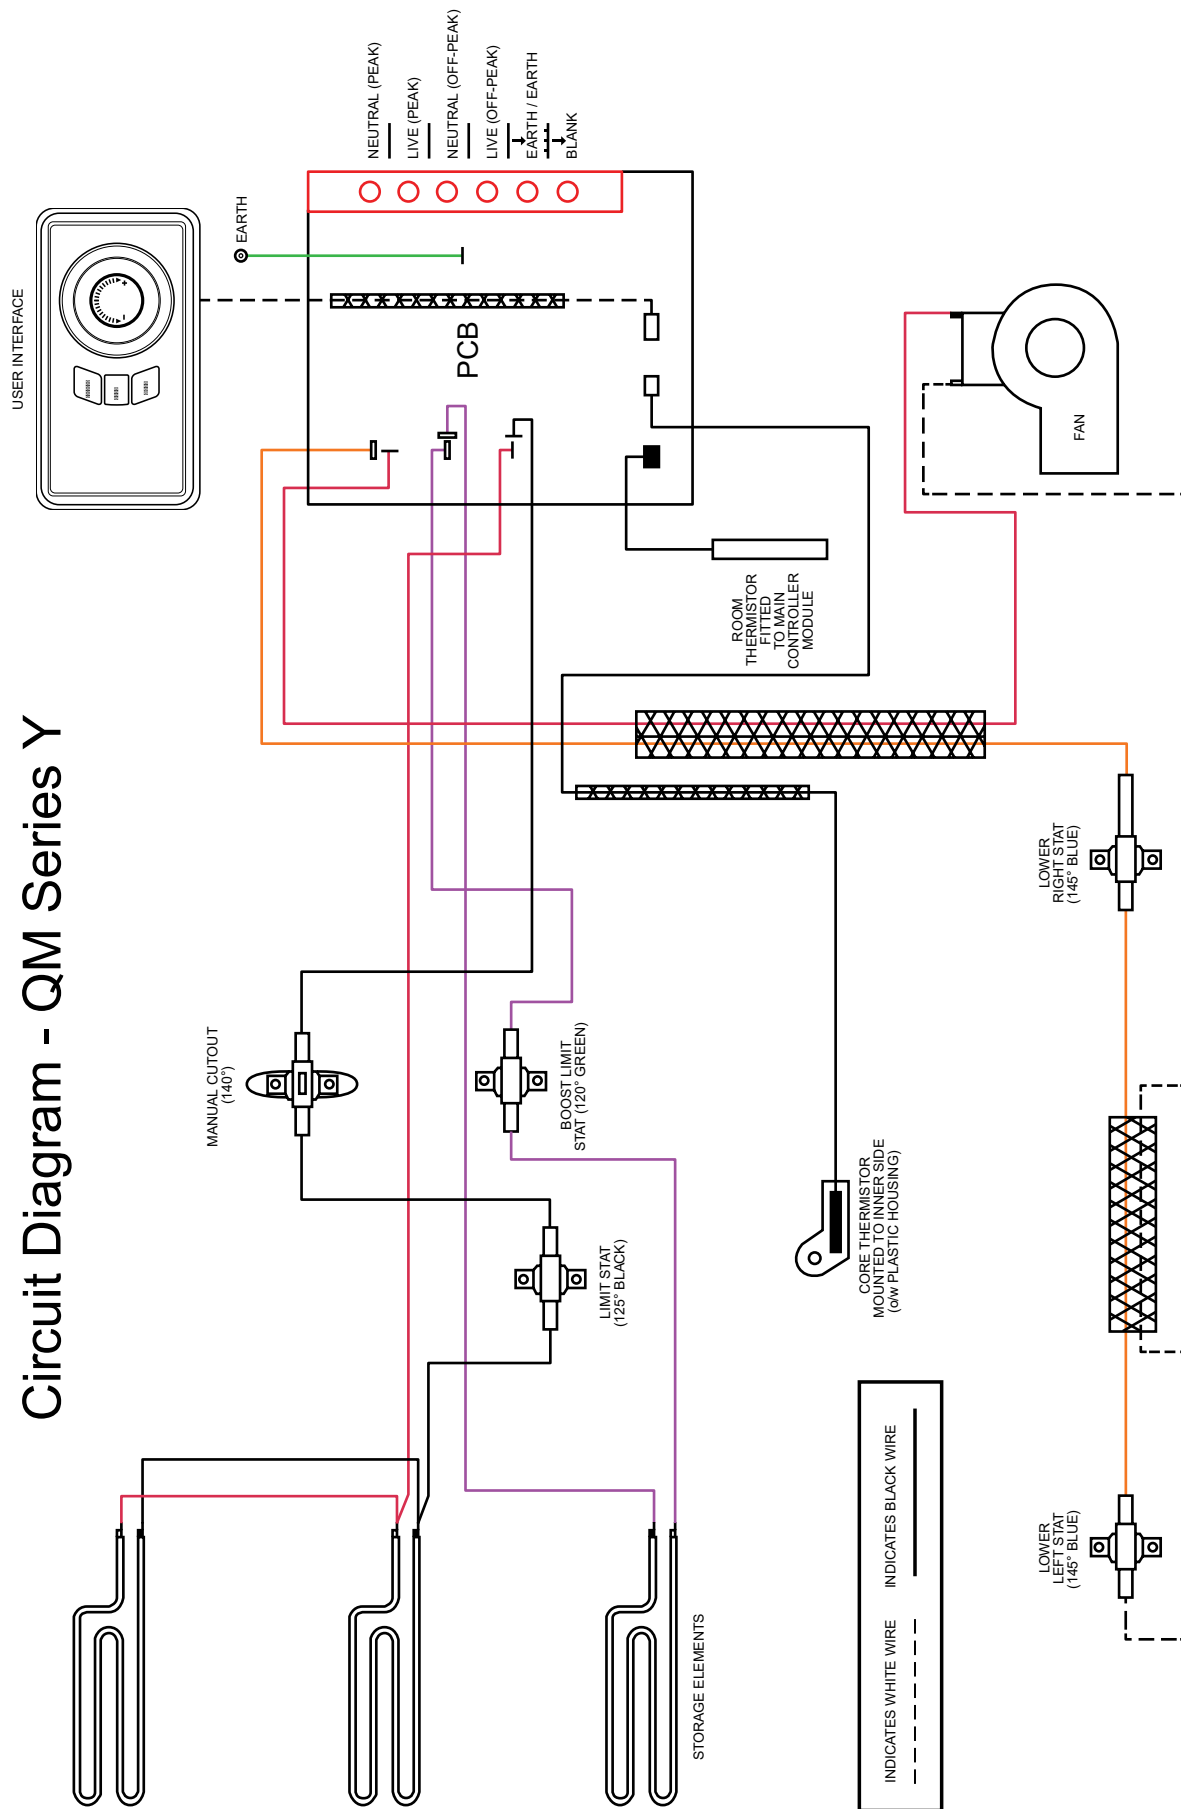 Circuit Diagram - QM Series Y
USER INTERFACE
EARTH
NEUTRAL (PEAK)
LIVE (PEAK)
NEUTRAL (OFF-PEAK)
LIVE (OFF-PEAK)
EARTH / EARTH
BLANK
PCB
MANUAL CUTOUT
(140°)
BOOST LIMIT
STAT (120° GREEN)
LIMIT STAT
(125° BLACK)
ROOM
THERMISTOR
FITTED
TO MAIN
CONTROLLER
MODULE
FAN
STORAGE ELEMENTS
CORE THERMISTOR
MOUNTED TO INNER SIDE
(o/w PLASTIC HOUSING)
LOWER
RIGHT STAT
(145° BLUE)
LOWER
LEFT STAT
(145° BLUE)
INDICATES WHITE WIRE
INDICATES BLACK WIRE